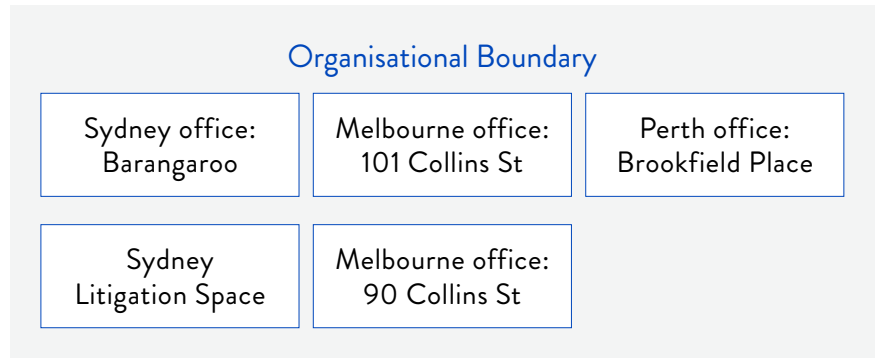 Organisational Boundary
Sydney office:
Barangaroo
Melbourne office:
101 Collins St
Perth office:
Brookfield Place
Sydney
Litigation Space
Melbourne office:
90 Collins St